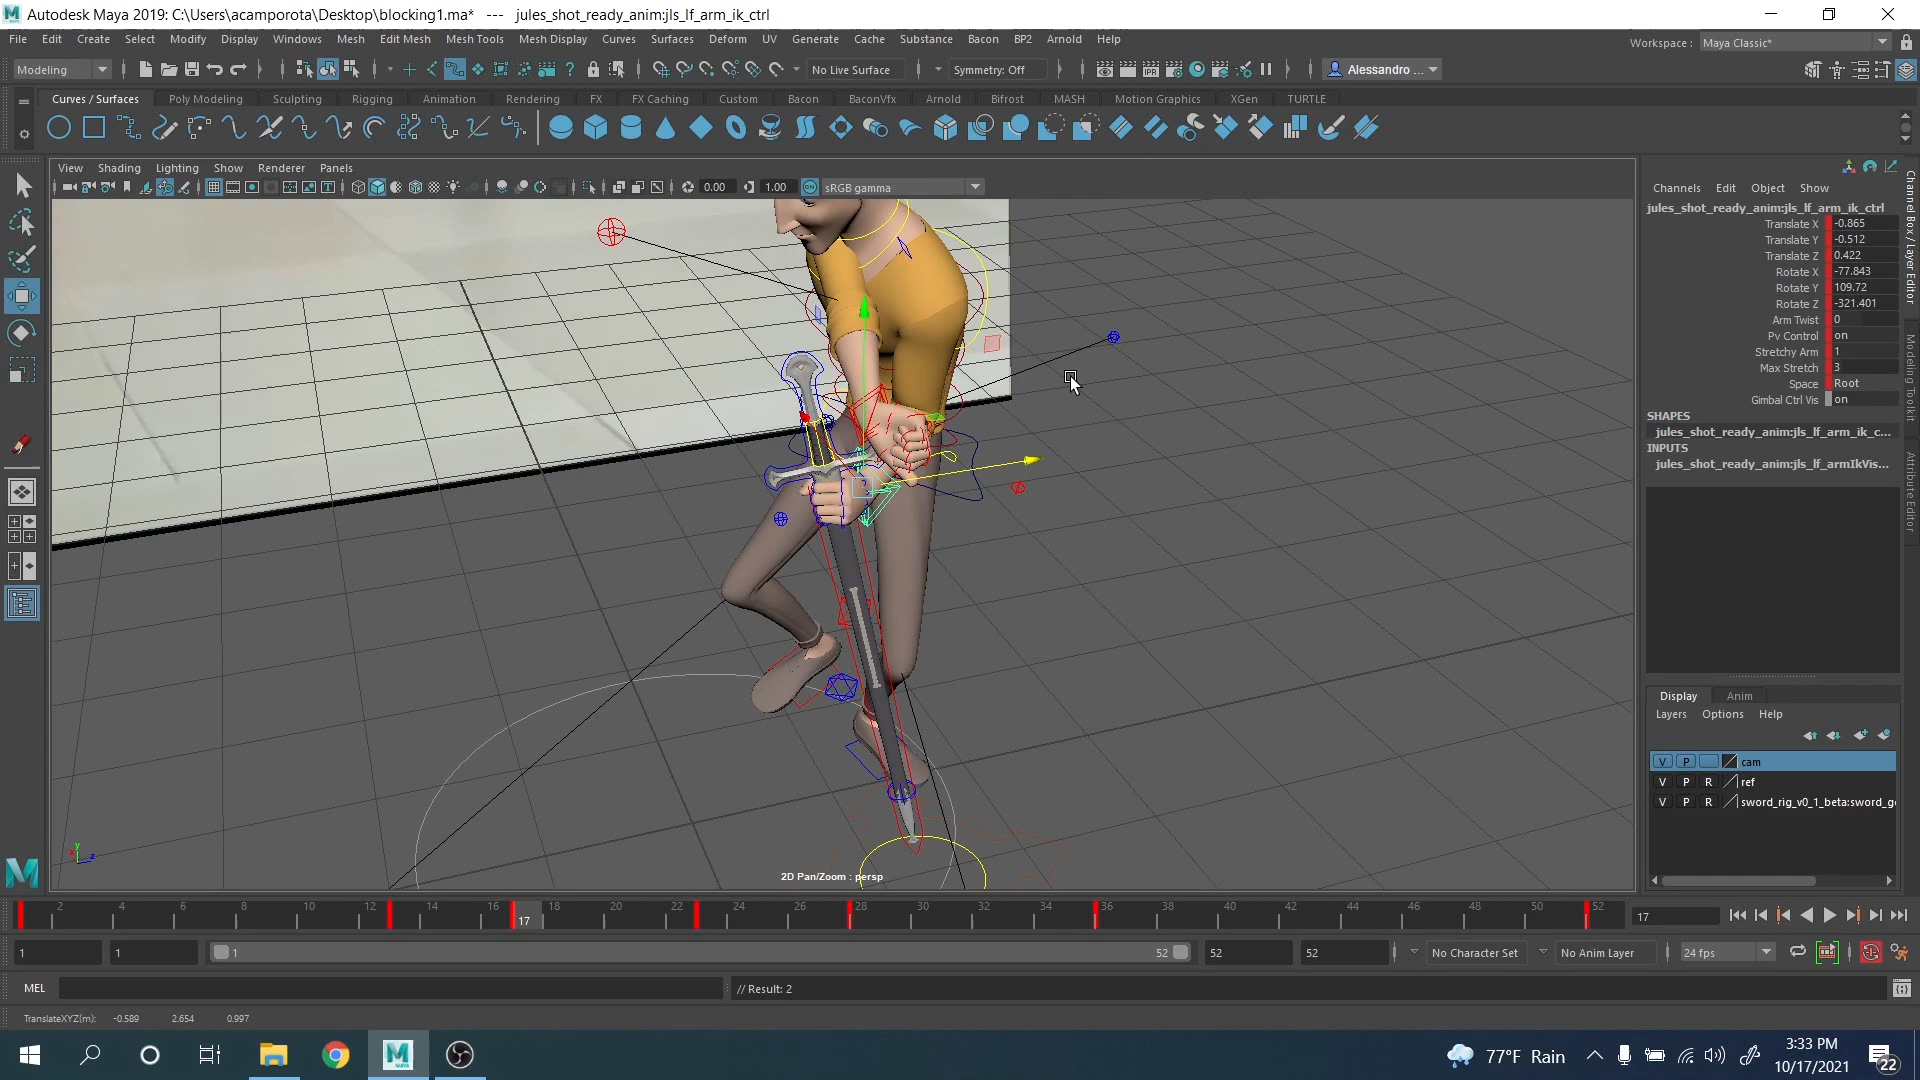 Autodesk Maya 2019: C:\Users\acamporota\Desktop\blocking1.ma*   ---   jules_shot_ready_anim:jls_lf_arm_ik_ctrl
File Edit Create Select Modify Display Windows Mesh Edit Mesh Mesh Tools Mesh Display Curves Surfaces Deform UV Generate Cache Substance Bacon BP2 Arnold Help
Workspace : Maya Classic*
Modeling No Live Surface Symmetry: Off Alessandro ...
Curves / Surfaces Poly Modeling Sculpting Rigging Animation Rendering FX FX Caching Custom Bacon BaconVfx Arnold Bifrost MASH Motion Graphics XGen TURTLE
View Shading Lighting Show Renderer Panels
0.00 1.00 ON sRGB gamma
Channels Edit Object Show
jules_shot_ready_anim:jls_lf_arm_ik_ctrl
Translate X -0.865
Translate Y -0.512
Translate Z 0.422
Rotate X -77.843
Rotate Y 109.72
Rotate Z -321.401
Arm Twist 0
Pv Control on
Stretchy Arm 1
Max Stretch 3
Space Root
Gimbal Ctrl Vis on
SHAPES
jules_shot_ready_anim:jls_lf_arm_ik_c...
INPUTS
jules_shot_ready_anim:jls_lf_armIkVis...
Channel Box / Layer Editor
Modeling Toolkit
Attribute Editor
Display Anim
Layers Options Help
V P cam
V P R ref
V P R sword_rig_v0_1_beta:sword_g
y z
2D Pan/Zoom : persp
2 4 6 8 10 12 14 16 17 18 20 22 24 26 28 30 32 34 36 38 40 42 44 46 48 50 52
17
1 1 1 52 52 52 No Character Set No Anim Layer 24 fps
MEL // Result: 2
TranslateXYZ(m): -0.589 2.654 0.997
77°F Rain
3:33 PM
10/17/2021
22